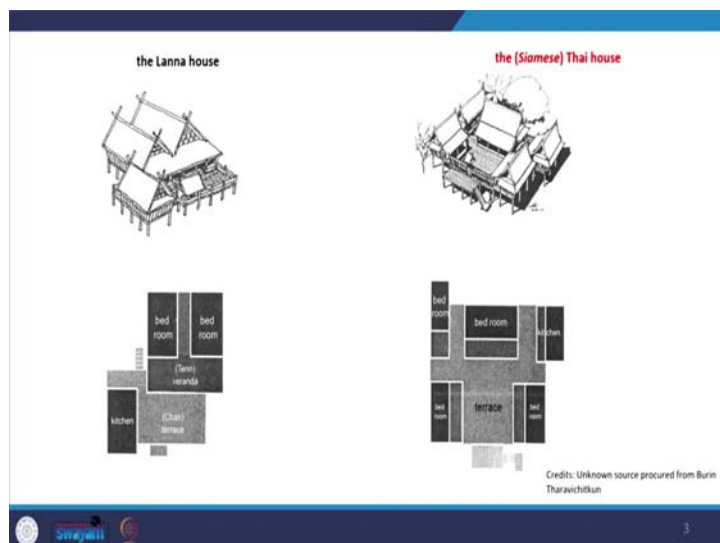 the Lanna house
the (Siamese) Thai house
bed
room
bed
room
(Tenn)
veranda
kitchen
(Chan)
terrace
bed
room
bed room
kitchen
bed
room
terrace
bed
room
Credits: Unknown source procured from Burin
Tharavichitkun
swayam
3